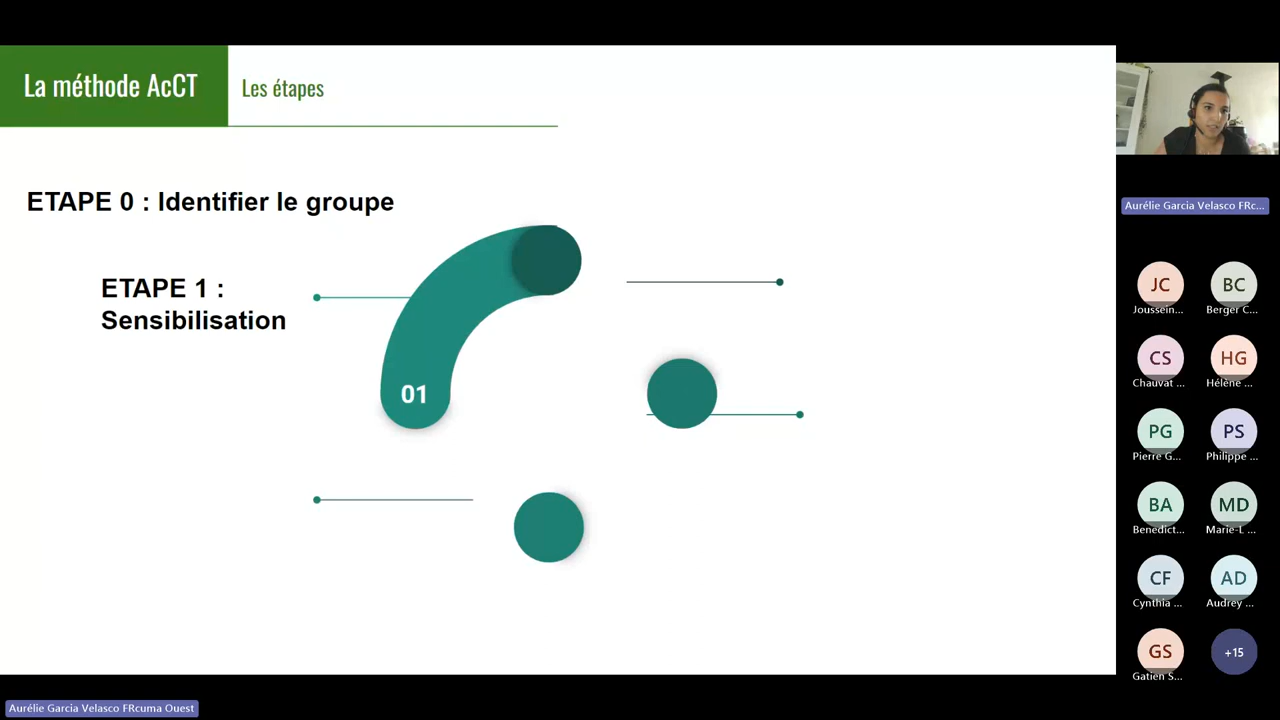 La méthode AcCT
Les étapes
ETAPE 0 : Identifier le groupe
ETAPE 1 :
Sensibilisation
01
Aurélie Garcia Velasco FRc...
JC
BC
Joussein...
Berger C...
CS
HG
Chauvat ...
Hélène ...
PG
PS
Pierre G...
Philippe ...
BA
MD
Benedict...
Marie-L ...
CF
AD
Cynthia ...
Audrey ...
GS
+15
Gatien S...
Aurélie Garcia Velasco FRcuma Ouest